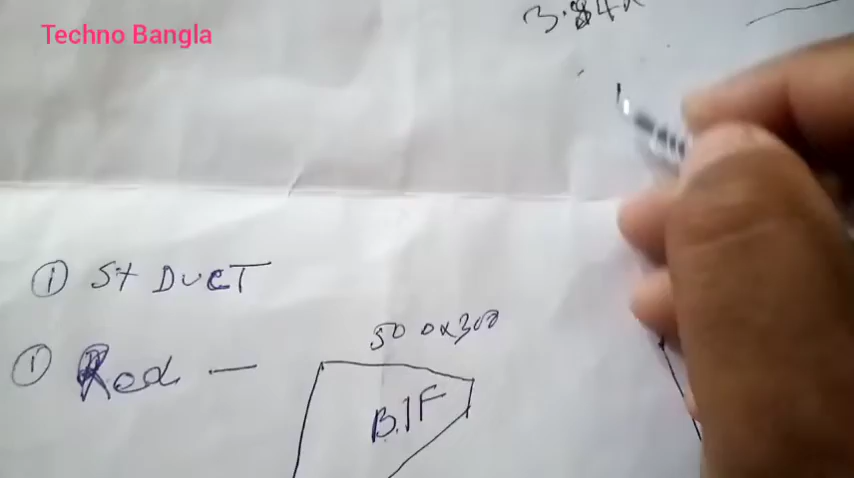 Techno Bangla
① St DUCT
① Red —
500x300
B.IF